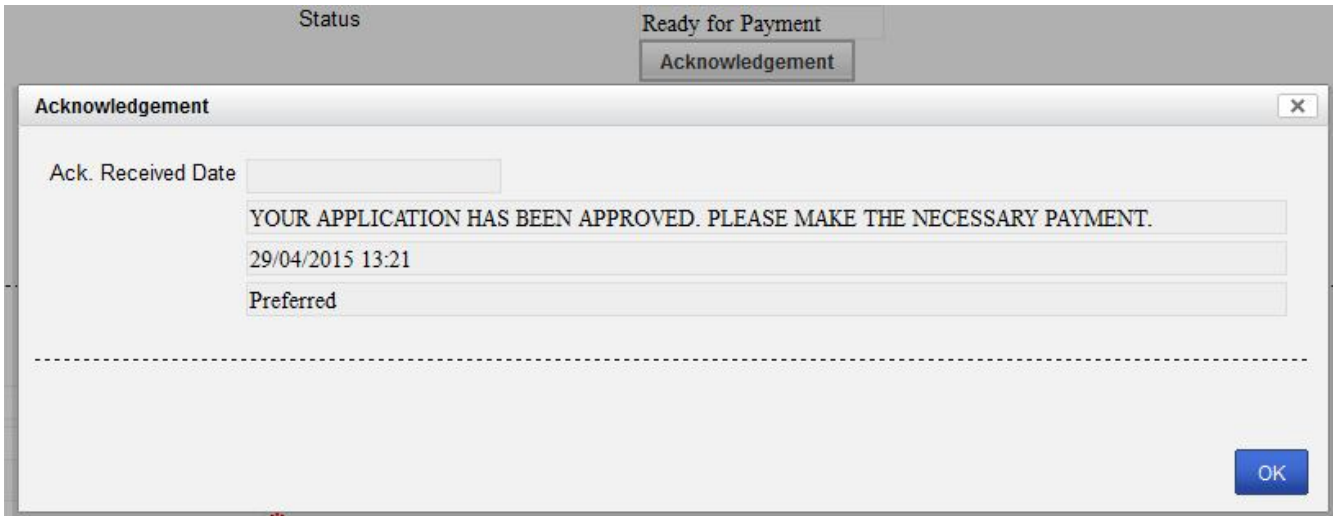 Status Ready for Payment
Acknowledgement
Acknowledgement
Ack. Received Date
YOUR APPLICATION HAS BEEN APPROVED. PLEASE MAKE THE NECESSARY PAYMENT.
29/04/2015 13:21
Preferred
OK